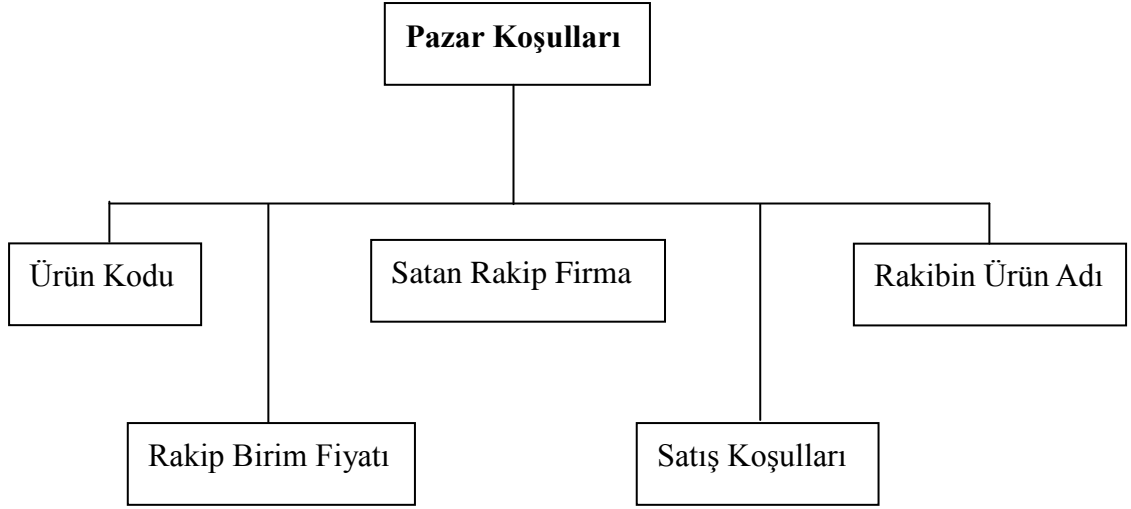 Pazar Koşulları
Ürün Kodu
Satan Rakip Firma
Rakibin Ürün Adı
Rakip Birim Fiyatı
Satış Koşulları